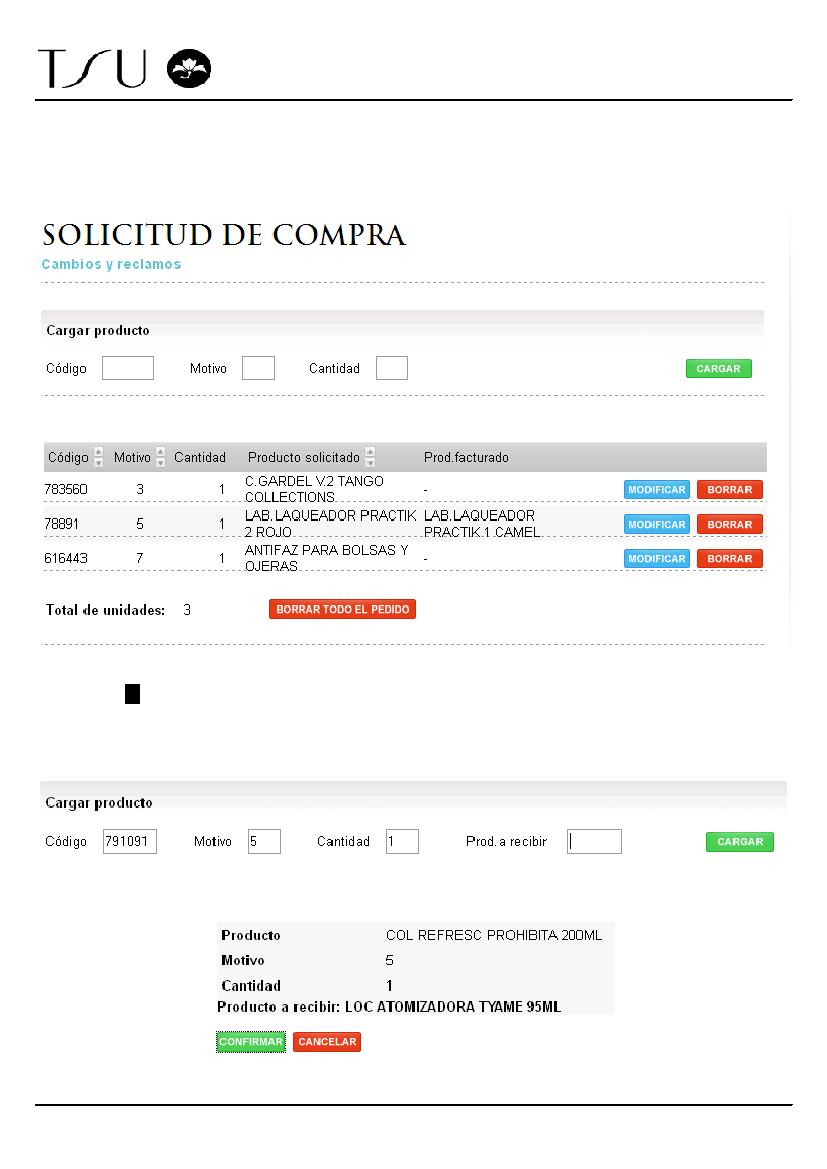 TSU
SOLICITUD DE COMPRA
Cambios y reclamos
Cargar producto
Código Motivo Cantidad CARGAR
Código Motivo Cantidad Producto solicitado Prod.facturado
783560 3 1 C.GARDEL V.2 TANGO COLLECTIONS - MODIFICAR BORRAR
78891 5 1 LAB.LAQUEADOR PRACTIK 2 ROJO LAB.LAQUEADOR PRACTIK.1 CAMEL MODIFICAR BORRAR
616443 7 1 ANTIFAZ PARA BOLSAS Y OJERAS - MODIFICAR BORRAR
Total de unidades: 3 BORRAR TODO EL PEDIDO
Cargar producto
Código 791091 Motivo 5 Cantidad 1 Prod. a recibir CARGAR
Producto COL REFRESC PROHIBITA 200ML
Motivo 5
Cantidad 1
Producto a recibir: LOC ATOMIZADORA TYAME 95ML
CONFIRMAR CANCELAR